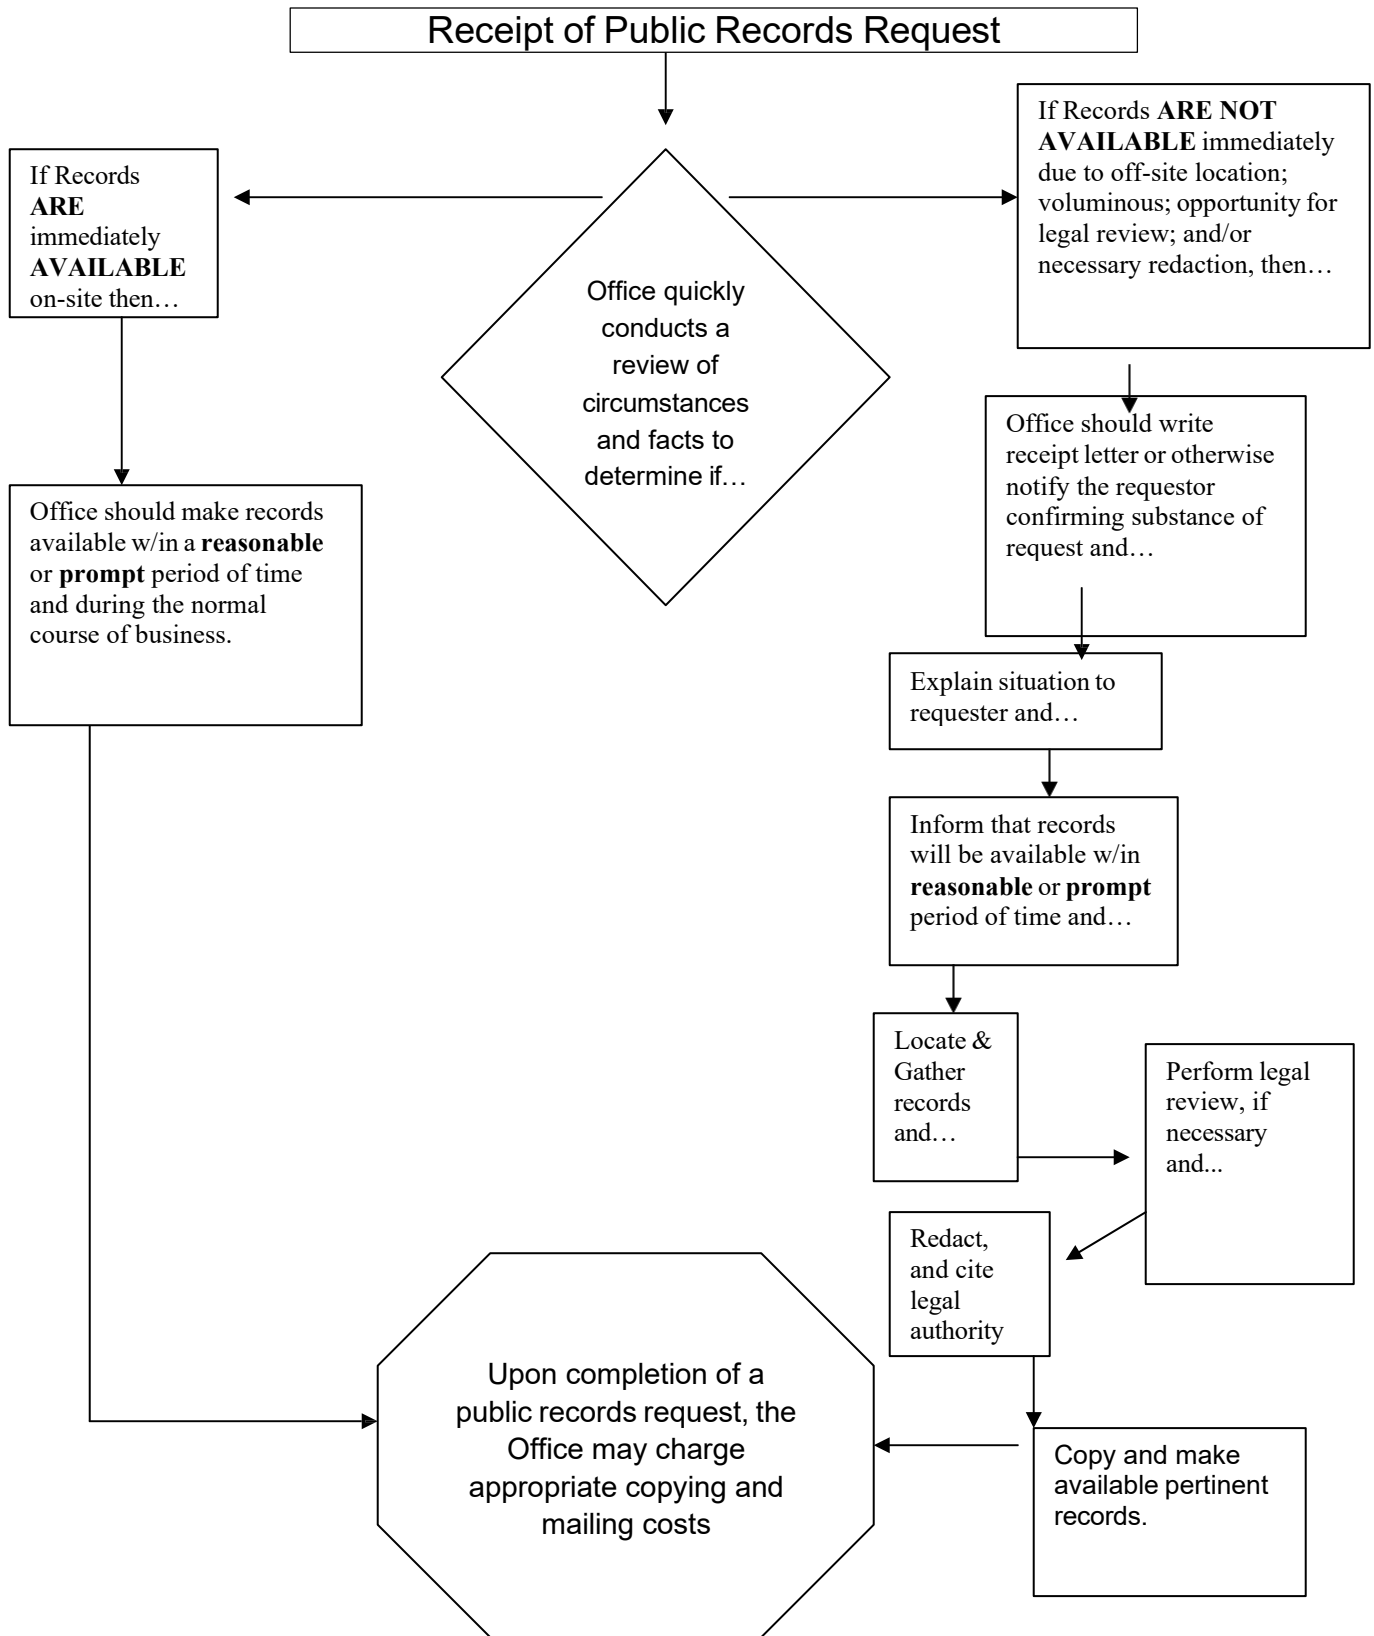 Receipt of Public Records Request
If Records
ARE
immediately
AVAILABLE
on-site then…
Office quickly
conducts a
review of
circumstances
and facts to
determine if…
If Records ARE NOT
AVAILABLE immediately
due to off-site location;
voluminous; opportunity for
legal review; and/or
necessary redaction, then…
Office should make records
available w/in a reasonable
or prompt period of time
and during the normal
course of business.
Office should write
receipt letter or otherwise
notify the requestor
confirming substance of
request and…
Explain situation to
requester and…
Inform that records
will be available w/in
reasonable or prompt
period of time and…
Locate &
Gather
records
and…
Perform legal
review, if
necessary
and...
Redact,
and cite
legal
authority
Copy and make
available pertinent
records.
Upon completion of a
public records request, the
Office may charge
appropriate copying and
mailing costs